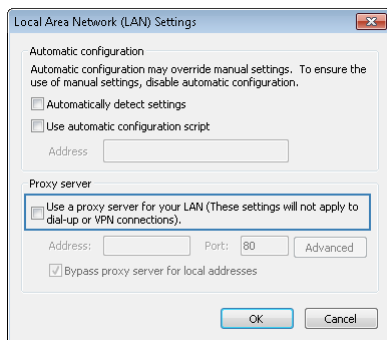 Local Area Network (LAN) Settings
Automatic configuration
Automatic configuration may override manual settings. To ensure the
use of manual settings, disable automatic configuration.
Automatically detect settings
Use automatic configuration script
Address
Proxy server
Use a proxy server for your LAN (These settings will not apply to
dial-up or VPN connections).
Address: Port: 80 Advanced
Bypass proxy server for local addresses
OK Cancel